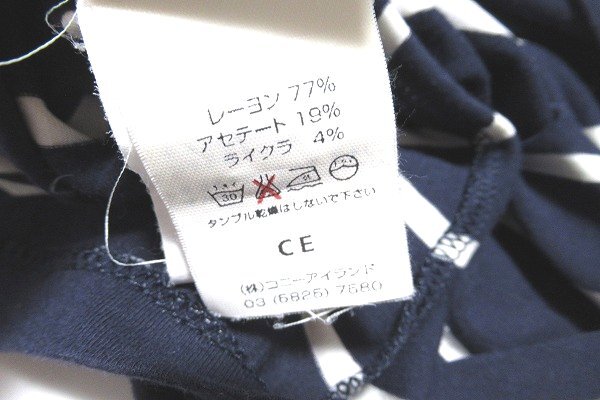 レーヨン 77%
アセテート 19%
ライクラ 4%
30
タンブル乾燥はしないで下さい
CE
(株)コニーアイランド
03 (5825) 7680